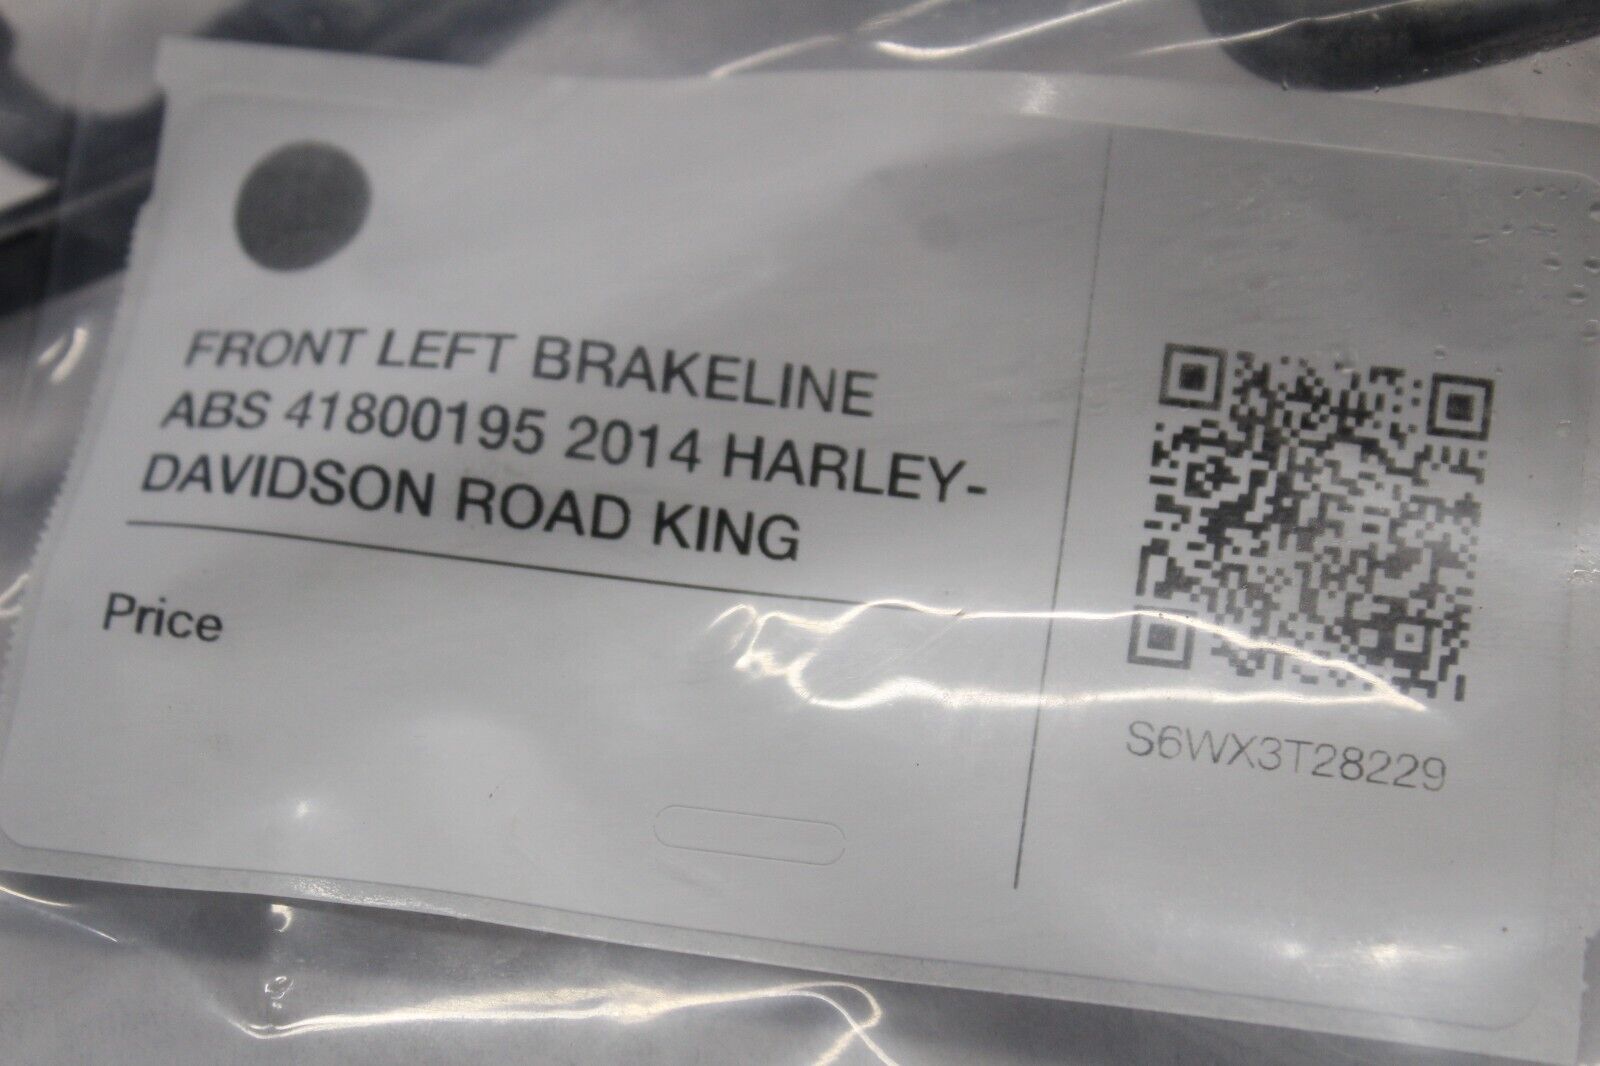 FRONT LEFT BRAKELINE
ABS 41800195 2014 HARLEY-
DAVIDSON ROAD KING
Price
S6WX3T28229